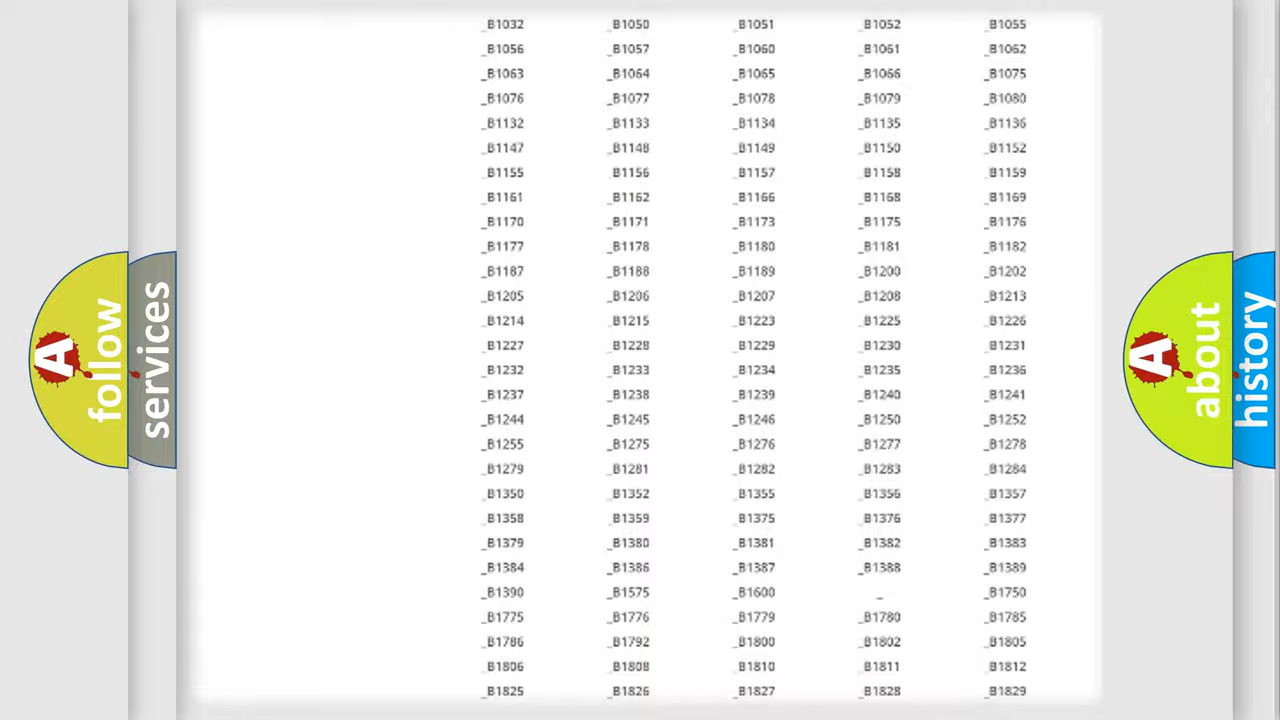 _B1032 _B1050 _B1051 _B1052 _B1055
_B1056 _B1057 _B1060 _B1061 _B1062
_B1063 _B1064 _B1065 _B1066 _B1075
_B1076 _B1077 _B1078 _B1079 _B1080
_B1132 _B1133 _B1134 _B1135 _B1136
_B1147 _B1148 _B1149 _B1150 _B1152
_B1155 _B1156 _B1157 _B1158 _B1159
_B1161 _B1162 _B1166 _B1168 _B1169
_B1170 _B1171 _B1173 _B1175 _B1176
_B1177 _B1178 _B1180 _B1181 _B1182
_B1187 _B1188 _B1189 _B1200 _B1202
_B1205 _B1206 _B1207 _B1208 _B1213
_B1214 _B1215 _B1223 _B1225 _B1226
_B1227 _B1228 _B1229 _B1230 _B1231
_B1232 _B1233 _B1234 _B1235 _B1236
_B1237 _B1238 _B1239 _B1240 _B1241
_B1244 _B1245 _B1246 _B1250 _B1252
_B1255 _B1275 _B1276 _B1277 _B1278
_B1279 _B1281 _B1282 _B1283 _B1284
_B1350 _B1352 _B1355 _B1356 _B1357
_B1358 _B1359 _B1375 _B1376 _B1377
_B1379 _B1380 _B1381 _B1382 _B1383
_B1384 _B1386 _B1387 _B1388 _B1389
_B1390 _B1575 _B1600 _ _B1750
_B1775 _B1776 _B1779 _B1780 _B1785
_B1786 _B1792 _B1800 _B1802 _B1805
_B1806 _B1808 _B1810 _B1811 _B1812
_B1825 _B1826 _B1827 _B1828 _B1829
A
follow
services
A
about
history